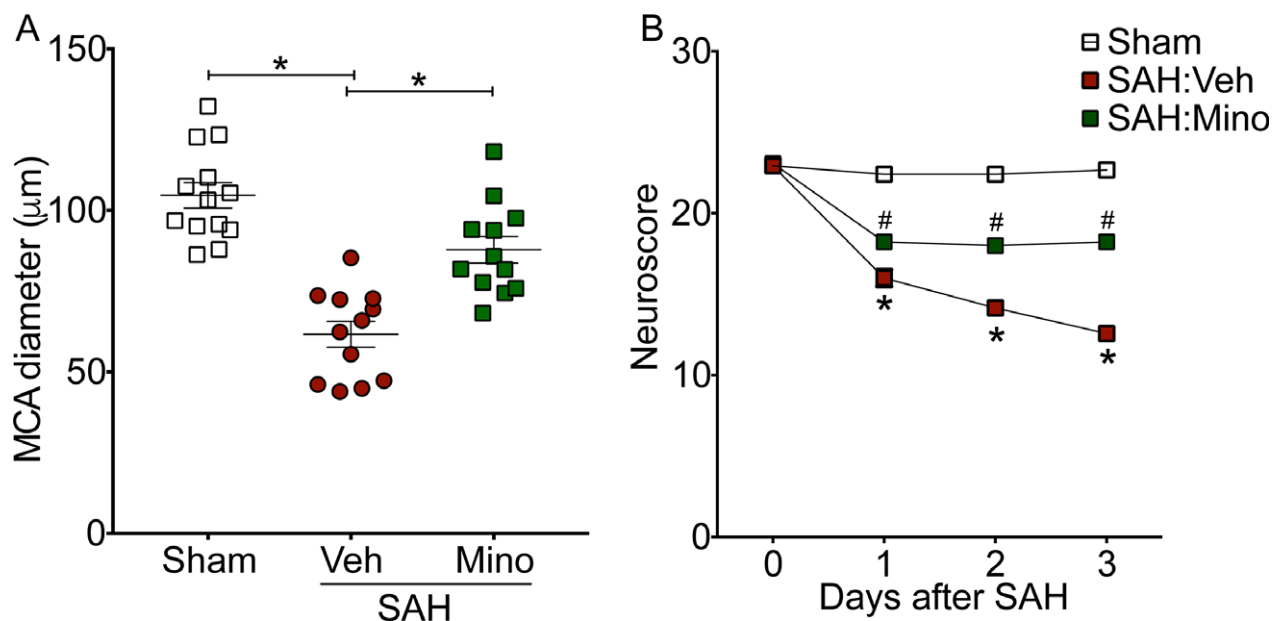 A
150
*
*
100
50
0
MCA diameter (μm)
Sham
Veh
Mino
SAH
B
30
20
10
0
Neuroscore
Sham
SAH:Veh
SAH:Mino
#
#
#
*
*
*
0
1
2
3
Days after SAH